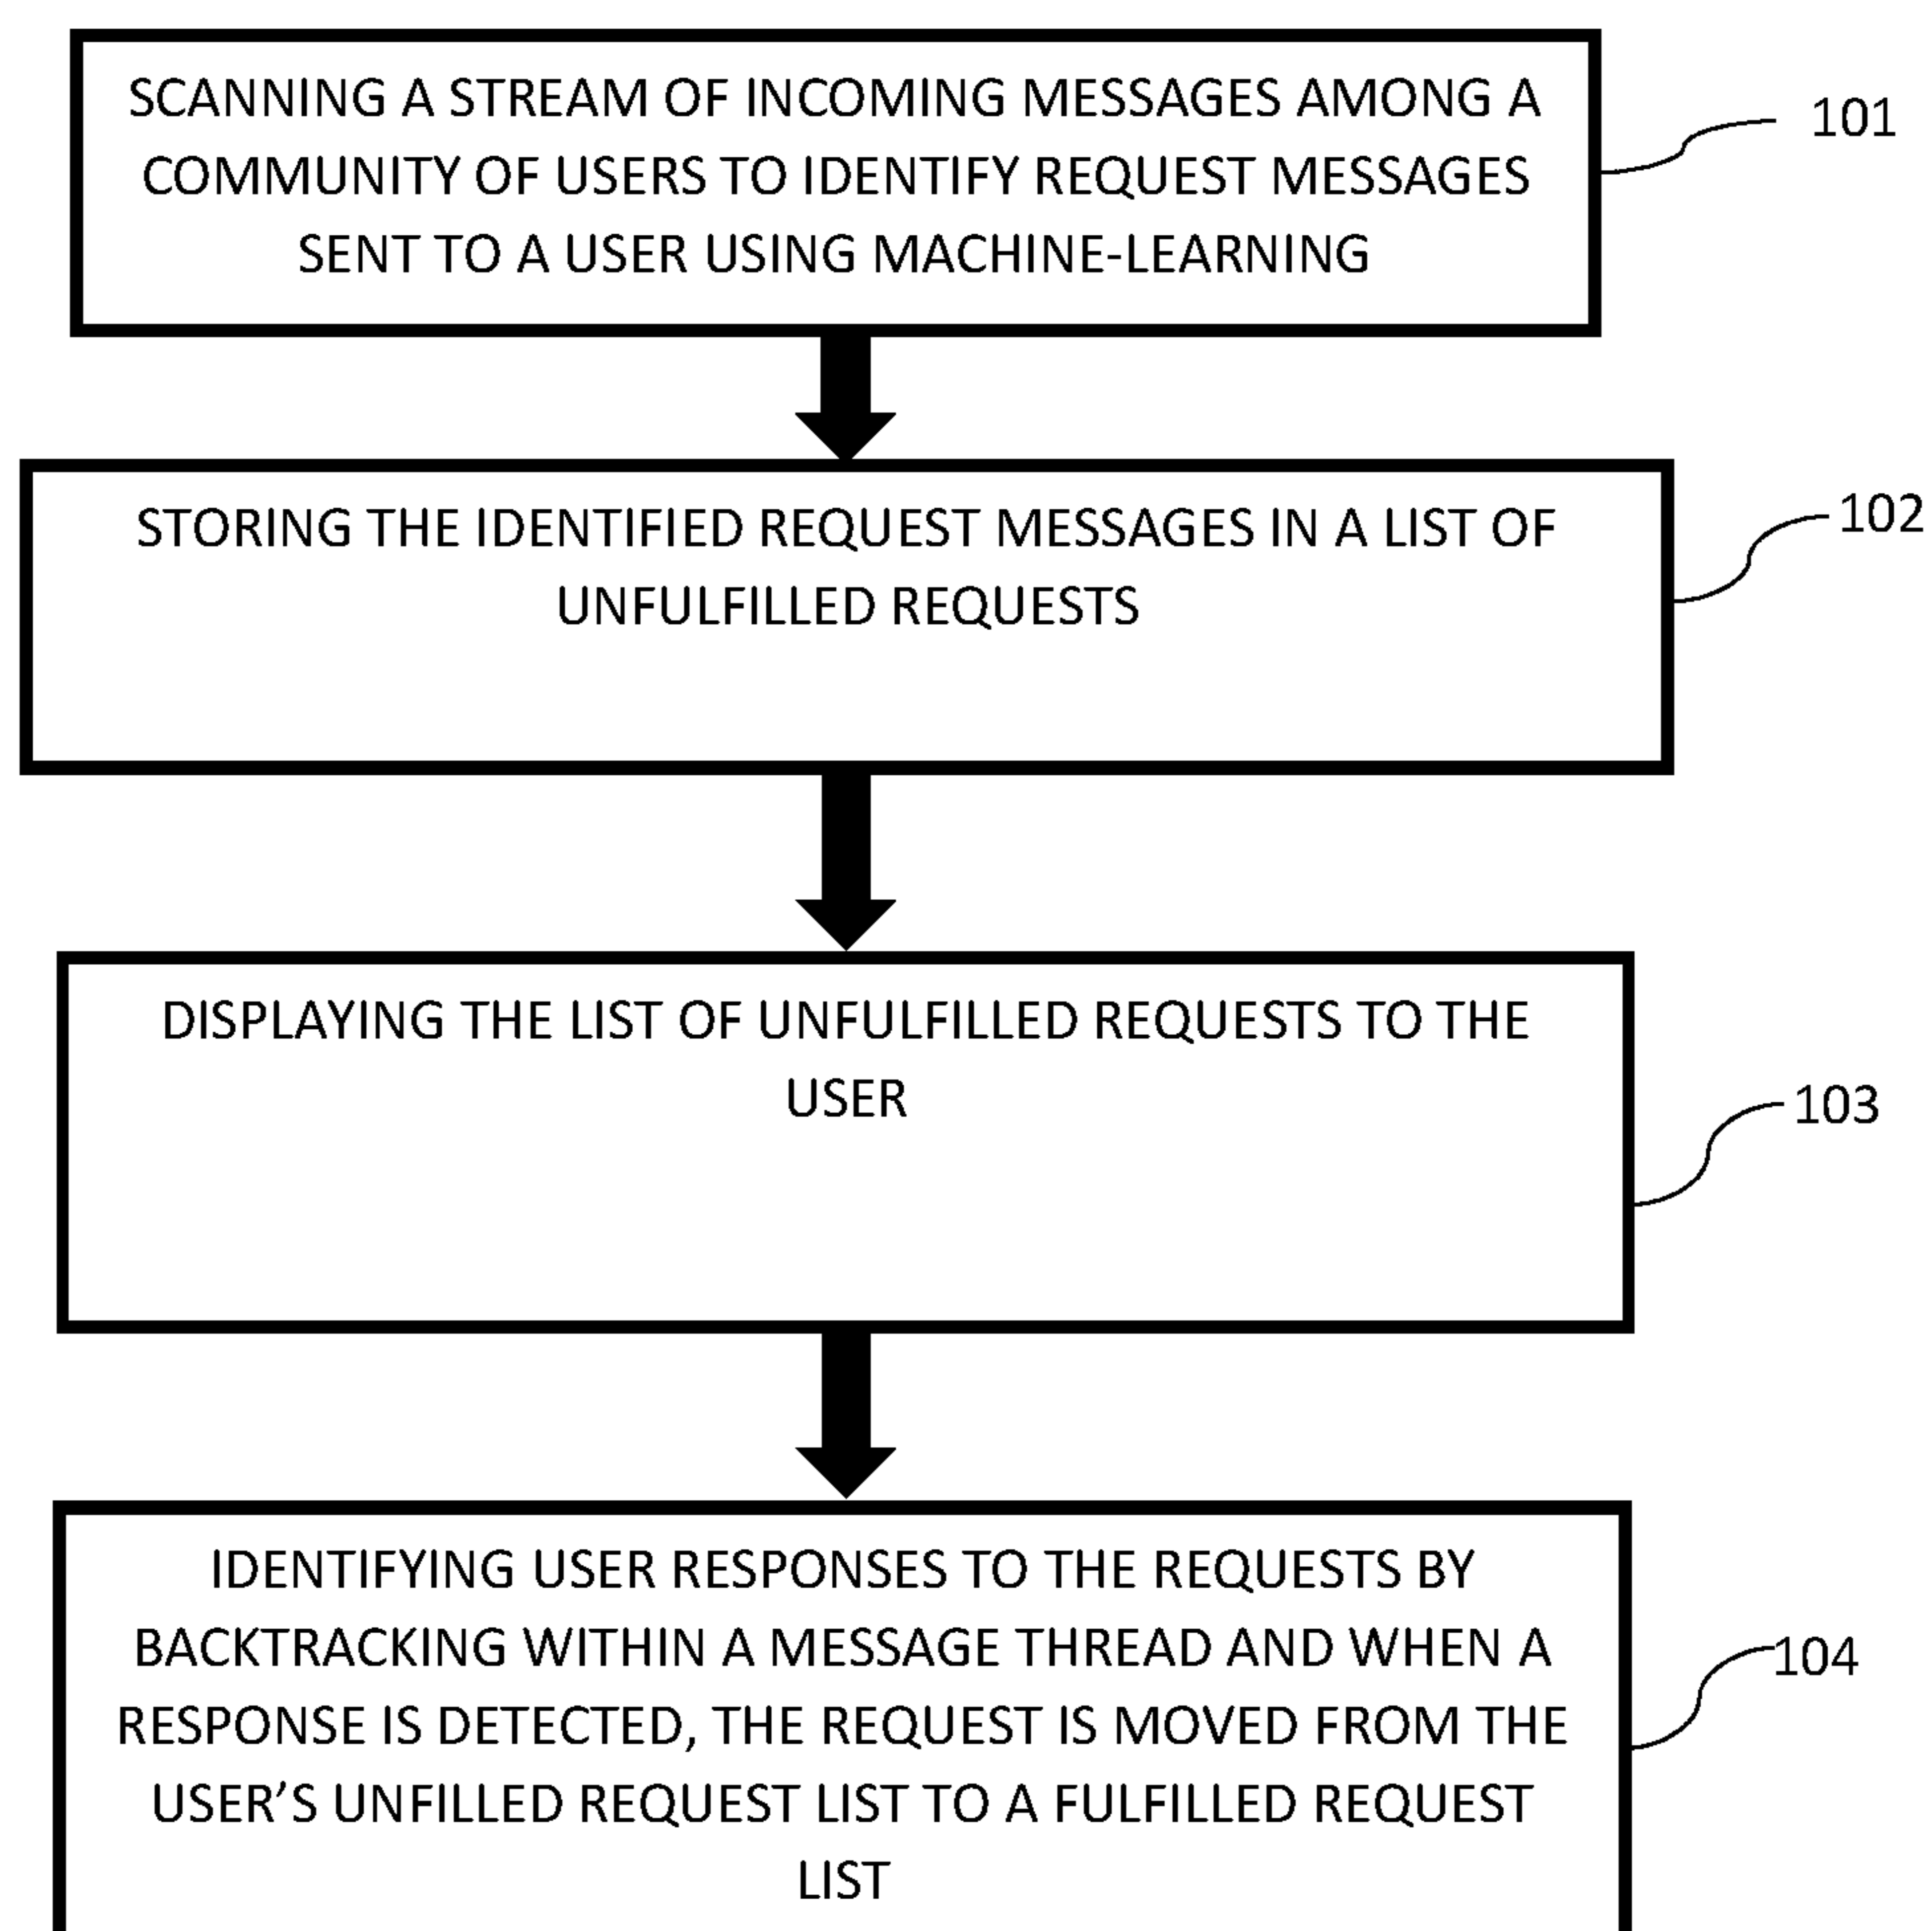 SCANNING A STREAM OF INCOMING MESSAGES AMONG A
COMMUNITY OF USERS TO IDENTIFY REQUEST MESSAGES
SENT TO A USER USING MACHINE-LEARNING
101
STORING THE IDENTIFIED REQUEST MESSAGES IN A LIST OF
UNFULFILLED REQUESTS
102
DISPLAYING THE LIST OF UNFULFILLED REQUESTS TO THE
USER
103
IDENTIFYING USER RESPONSES TO THE REQUESTS BY
BACKTRACKING WITHIN A MESSAGE THREAD AND WHEN A
RESPONSE IS DETECTED, THE REQUEST IS MOVED FROM THE
USER’S UNFILLED REQUEST LIST TO A FULFILLED REQUEST
LIST
104